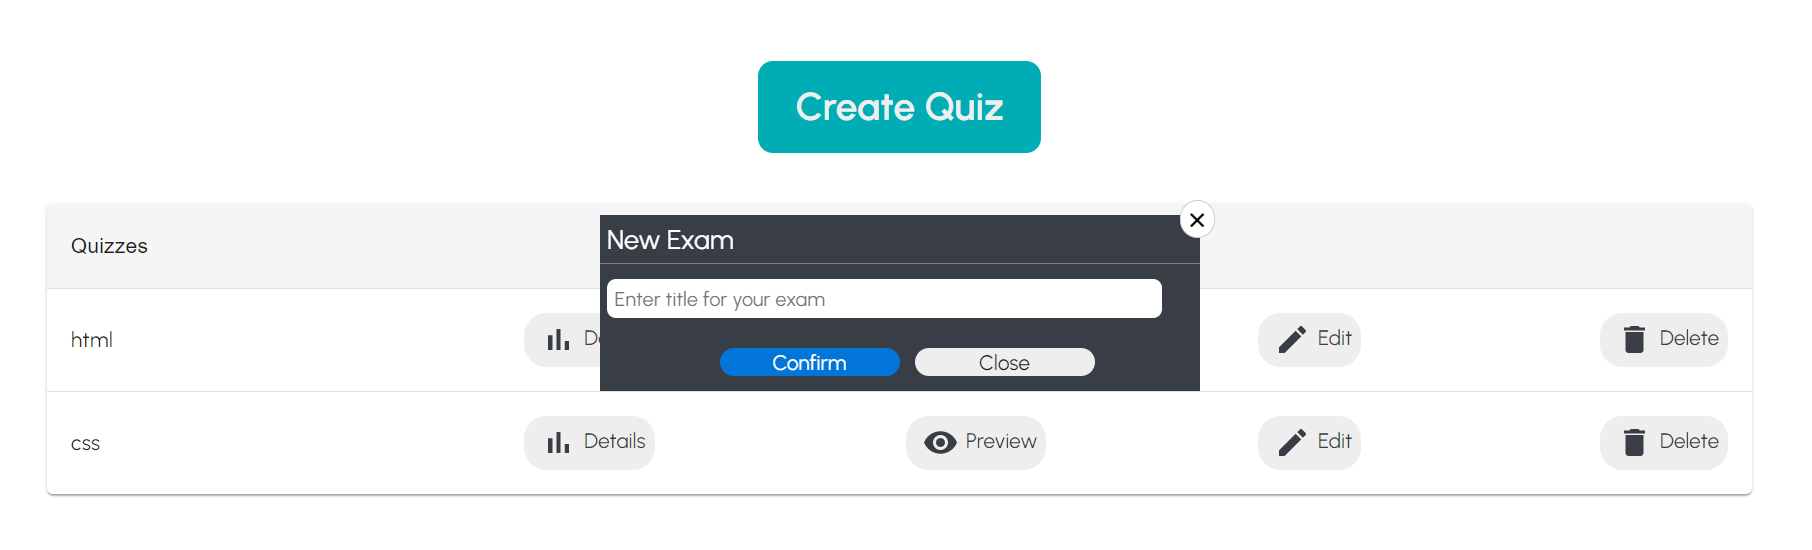 Create Quiz
Quizzes
New Exam
Enter title for your exam
html
Edit
Delete
Confirm
Close
css
Details
Preview
Edit
Delete